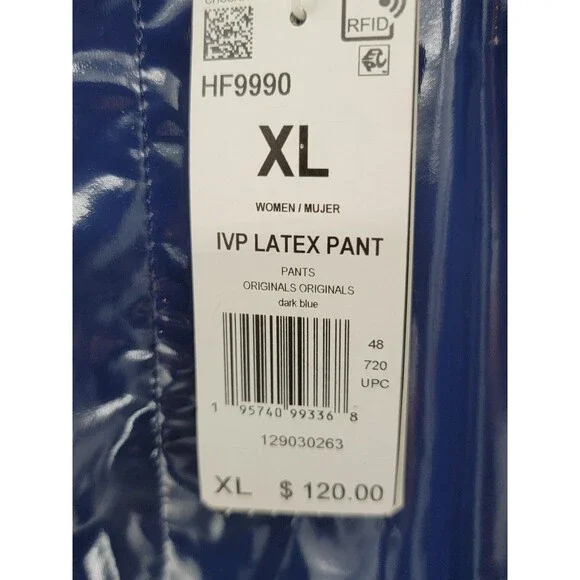 RFID
HF9990
XL
WOMEN / MUJER
IVP LATEX PANT
PANTS
ORIGINALS ORIGINALS
dark blue
48
720
UPC
1 95740 99336 8
129030263
XL $ 120.00